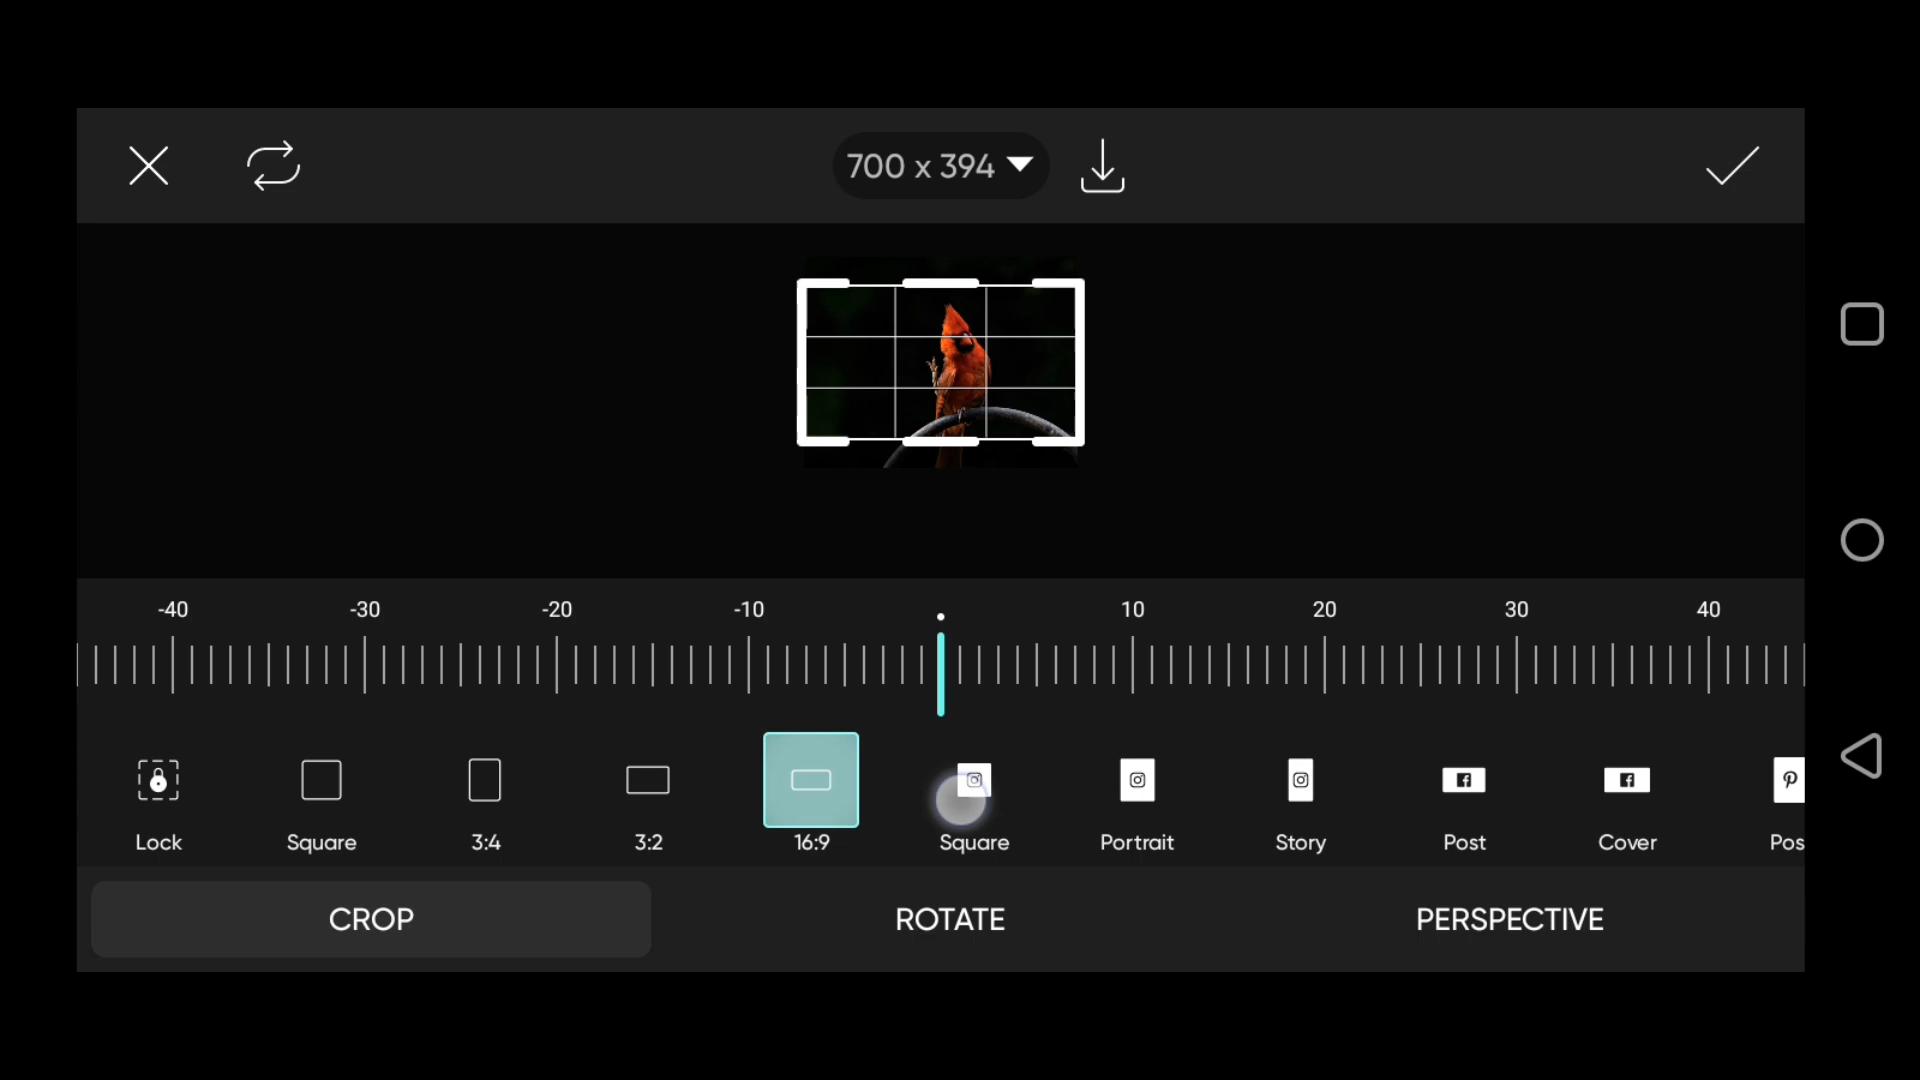 700 x 394
-40 -30 -20 -10 10 20 30 40
Lock Square 3:4 3:2 16:9 Square Portrait Story Post Cover Pos
CROP ROTATE PERSPECTIVE